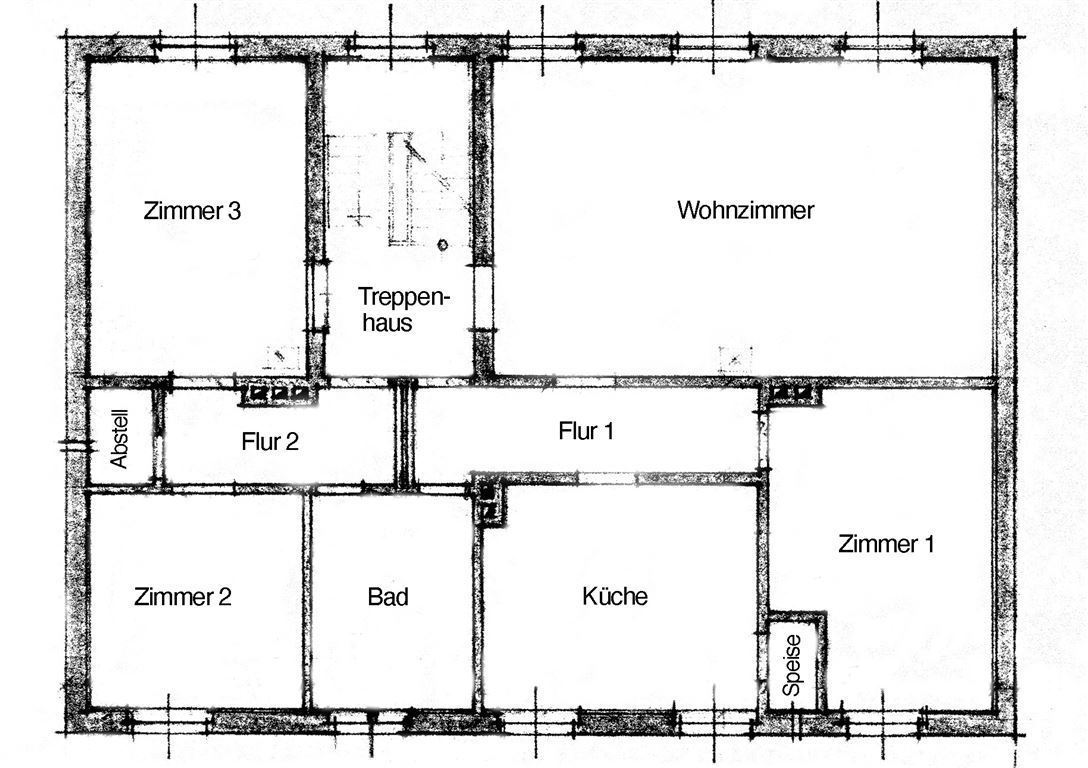 Zimmer 3
Wohnzimmer
Treppen-
haus
Abstell
Flur 2
Flur 1
Zimmer 1
Zimmer 2
Bad
Küche
Speise